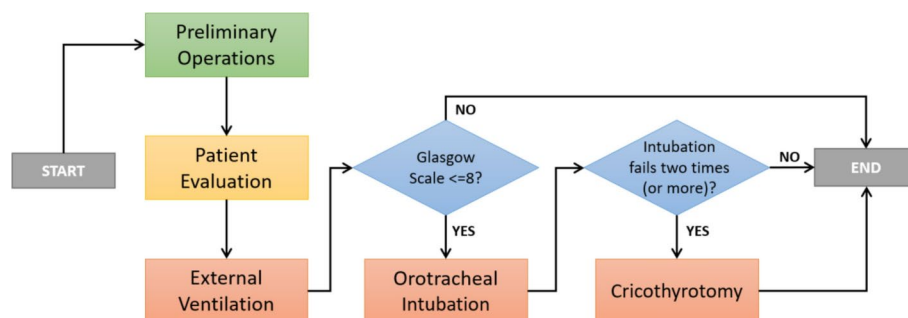 START
Preliminary
Operations
Patient
Evaluation
External
Ventilation
Glasgow
Scale <=8?
NO
YES
Orotracheal
Intubation
Intubation
fails two times
(or more)?
NO
YES
Cricothyrotomy
END